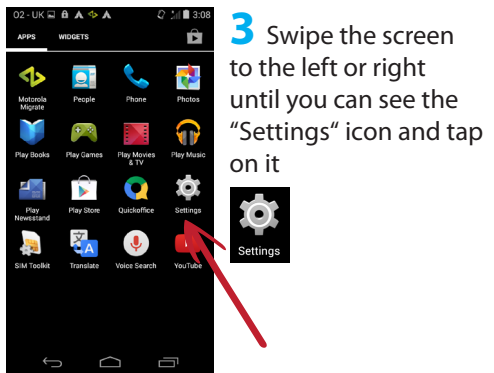 02 - UK 3:08
APPS WIDGETS
Motorola Migrate People Phone Photos
Play Books Play Games Play Movies & TV Play Music
Play Newsstand Play Store Quickoffice Settings
SIM Toolkit Translate Voice Search YouTube
3 Swipe the screen
to the left or right
until you can see the
“Settings“ icon and tap
on it
Settings